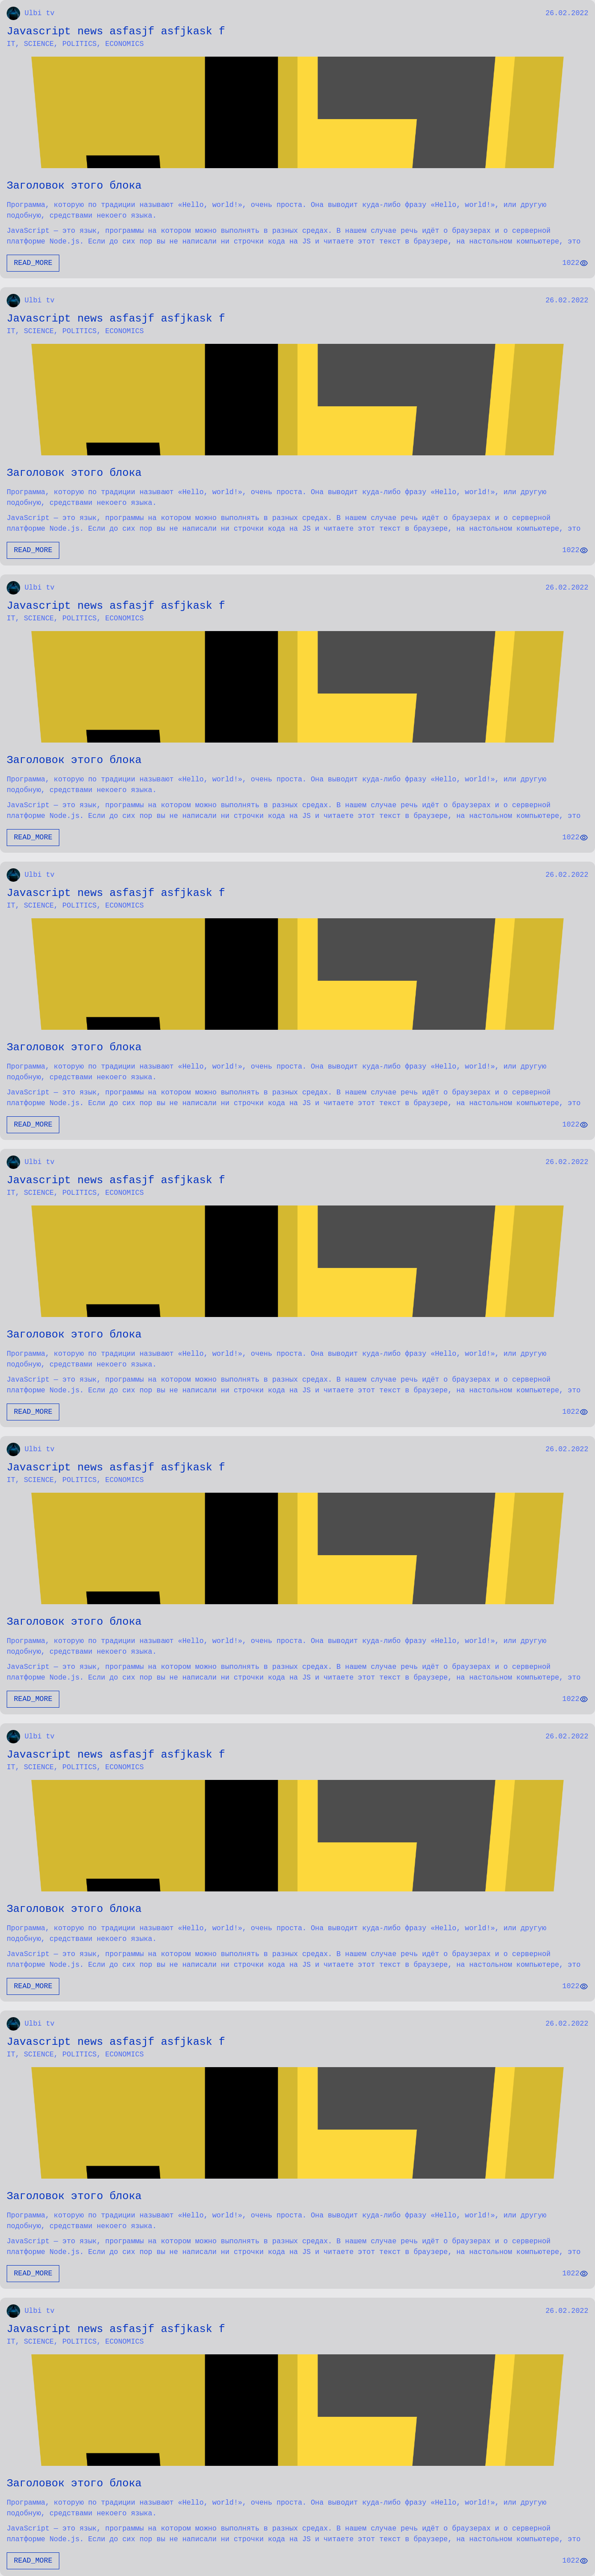 Ulbi tv 26.02.2022
Javascript news asfasjf asfjkask f
IT, SCIENCE, POLITICS, ECONOMICS
Заголовок этого блока
Программа, которую по традиции называют «Hello, world!», очень проста. Она выводит куда-либо фразу «Hello, world!», или другую
подобную, средствами некоего языка.
JavaScript — это язык, программы на котором можно выполнять в разных средах. В нашем случае речь идёт о браузерах и о серверной
платформе Node.js. Если до сих пор вы не написали ни строчки кода на JS и читаете этот текст в браузере, на настольном компьютере, это
READ_MORE 1022
Ulbi tv 26.02.2022
Javascript news asfasjf asfjkask f
IT, SCIENCE, POLITICS, ECONOMICS
Заголовок этого блока
Программа, которую по традиции называют «Hello, world!», очень проста. Она выводит куда-либо фразу «Hello, world!», или другую
подобную, средствами некоего языка.
JavaScript — это язык, программы на котором можно выполнять в разных средах. В нашем случае речь идёт о браузерах и о серверной
платформе Node.js. Если до сих пор вы не написали ни строчки кода на JS и читаете этот текст в браузере, на настольном компьютере, это
READ_MORE 1022
Ulbi tv 26.02.2022
Javascript news asfasjf asfjkask f
IT, SCIENCE, POLITICS, ECONOMICS
Заголовок этого блока
Программа, которую по традиции называют «Hello, world!», очень проста. Она выводит куда-либо фразу «Hello, world!», или другую
подобную, средствами некоего языка.
JavaScript — это язык, программы на котором можно выполнять в разных средах. В нашем случае речь идёт о браузерах и о серверной
платформе Node.js. Если до сих пор вы не написали ни строчки кода на JS и читаете этот текст в браузере, на настольном компьютере, это
READ_MORE 1022
Ulbi tv 26.02.2022
Javascript news asfasjf asfjkask f
IT, SCIENCE, POLITICS, ECONOMICS
Заголовок этого блока
Программа, которую по традиции называют «Hello, world!», очень проста. Она выводит куда-либо фразу «Hello, world!», или другую
подобную, средствами некоего языка.
JavaScript — это язык, программы на котором можно выполнять в разных средах. В нашем случае речь идёт о браузерах и о серверной
платформе Node.js. Если до сих пор вы не написали ни строчки кода на JS и читаете этот текст в браузере, на настольном компьютере, это
READ_MORE 1022
Ulbi tv 26.02.2022
Javascript news asfasjf asfjkask f
IT, SCIENCE, POLITICS, ECONOMICS
Заголовок этого блока
Программа, которую по традиции называют «Hello, world!», очень проста. Она выводит куда-либо фразу «Hello, world!», или другую
подобную, средствами некоего языка.
JavaScript — это язык, программы на котором можно выполнять в разных средах. В нашем случае речь идёт о браузерах и о серверной
платформе Node.js. Если до сих пор вы не написали ни строчки кода на JS и читаете этот текст в браузере, на настольном компьютере, это
READ_MORE 1022
Ulbi tv 26.02.2022
Javascript news asfasjf asfjkask f
IT, SCIENCE, POLITICS, ECONOMICS
Заголовок этого блока
Программа, которую по традиции называют «Hello, world!», очень проста. Она выводит куда-либо фразу «Hello, world!», или другую
подобную, средствами некоего языка.
JavaScript — это язык, программы на котором можно выполнять в разных средах. В нашем случае речь идёт о браузерах и о серверной
платформе Node.js. Если до сих пор вы не написали ни строчки кода на JS и читаете этот текст в браузере, на настольном компьютере, это
READ_MORE 1022
Ulbi tv 26.02.2022
Javascript news asfasjf asfjkask f
IT, SCIENCE, POLITICS, ECONOMICS
Заголовок этого блока
Программа, которую по традиции называют «Hello, world!», очень проста. Она выводит куда-либо фразу «Hello, world!», или другую
подобную, средствами некоего языка.
JavaScript — это язык, программы на котором можно выполнять в разных средах. В нашем случае речь идёт о браузерах и о серверной
платформе Node.js. Если до сих пор вы не написали ни строчки кода на JS и читаете этот текст в браузере, на настольном компьютере, это
READ_MORE 1022
Ulbi tv 26.02.2022
Javascript news asfasjf asfjkask f
IT, SCIENCE, POLITICS, ECONOMICS
Заголовок этого блока
Программа, которую по традиции называют «Hello, world!», очень проста. Она выводит куда-либо фразу «Hello, world!», или другую
подобную, средствами некоего языка.
JavaScript — это язык, программы на котором можно выполнять в разных средах. В нашем случае речь идёт о браузерах и о серверной
платформе Node.js. Если до сих пор вы не написали ни строчки кода на JS и читаете этот текст в браузере, на настольном компьютере, это
READ_MORE 1022
Ulbi tv 26.02.2022
Javascript news asfasjf asfjkask f
IT, SCIENCE, POLITICS, ECONOMICS
Заголовок этого блока
Программа, которую по традиции называют «Hello, world!», очень проста. Она выводит куда-либо фразу «Hello, world!», или другую
подобную, средствами некоего языка.
JavaScript — это язык, программы на котором можно выполнять в разных средах. В нашем случае речь идёт о браузерах и о серверной
платформе Node.js. Если до сих пор вы не написали ни строчки кода на JS и читаете этот текст в браузере, на настольном компьютере, это
READ_MORE 1022